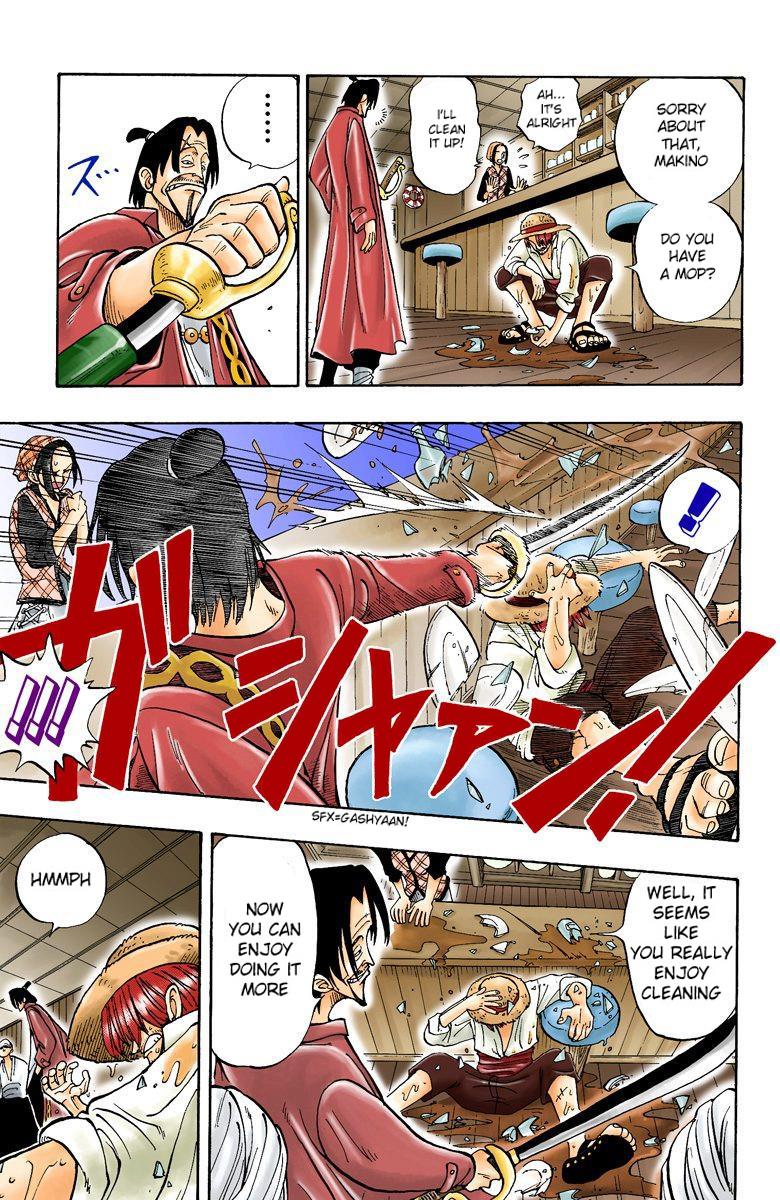 SORRY
ABOUT
THAT,
MAKINO
DO YOU
HAVE
A MOP?
AH...
IT'S
ALRIGHT
I'LL
CLEAN
IT UP!
......
ズ...
!
ガシャアン!
!!!
SFX=GASHYAAN!
WELL, IT
SEEMS
LIKE
YOU REALLY
ENJOY
CLEANING
NOW
YOU CAN
ENJOY
DOING IT
MORE
HMMPH